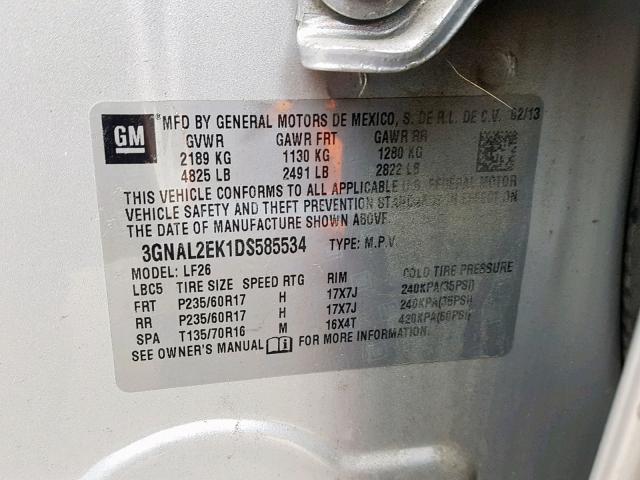 GM
® MFD BY GENERAL MOTORS DE MEXICO, S. DE R.L. DE C.V. 02/13
GVWR GAWR FRT GAWR RR
2189 KG 1130 KG 1280 KG
4825 LB 2491 LB 2822 LB
THIS VEHICLE CONFORMS TO ALL APPLICABLE U.S. FEDERAL MOTOR
VEHICLE SAFETY AND THEFT PREVENTION STANDARDS IN EFFECT ON
THE DATE OF MANUFACTURE SHOWN ABOVE.
3GNAL2EK1DS585534 TYPE: M.P.V
MODEL: LF26
LBC5 TIRE SIZE SPEED RTG RIM COLD TIRE PRESSURE
FRT P235/60R17 H 17X7J 240KPA(35PSI)
RR P235/60R17 H 17X7J 240KPA(35PSI)
SPA T135/70R16 M 16X4T 420KPA(60PSI)
SEE OWNER'S MANUAL FOR MORE INFORMATION.